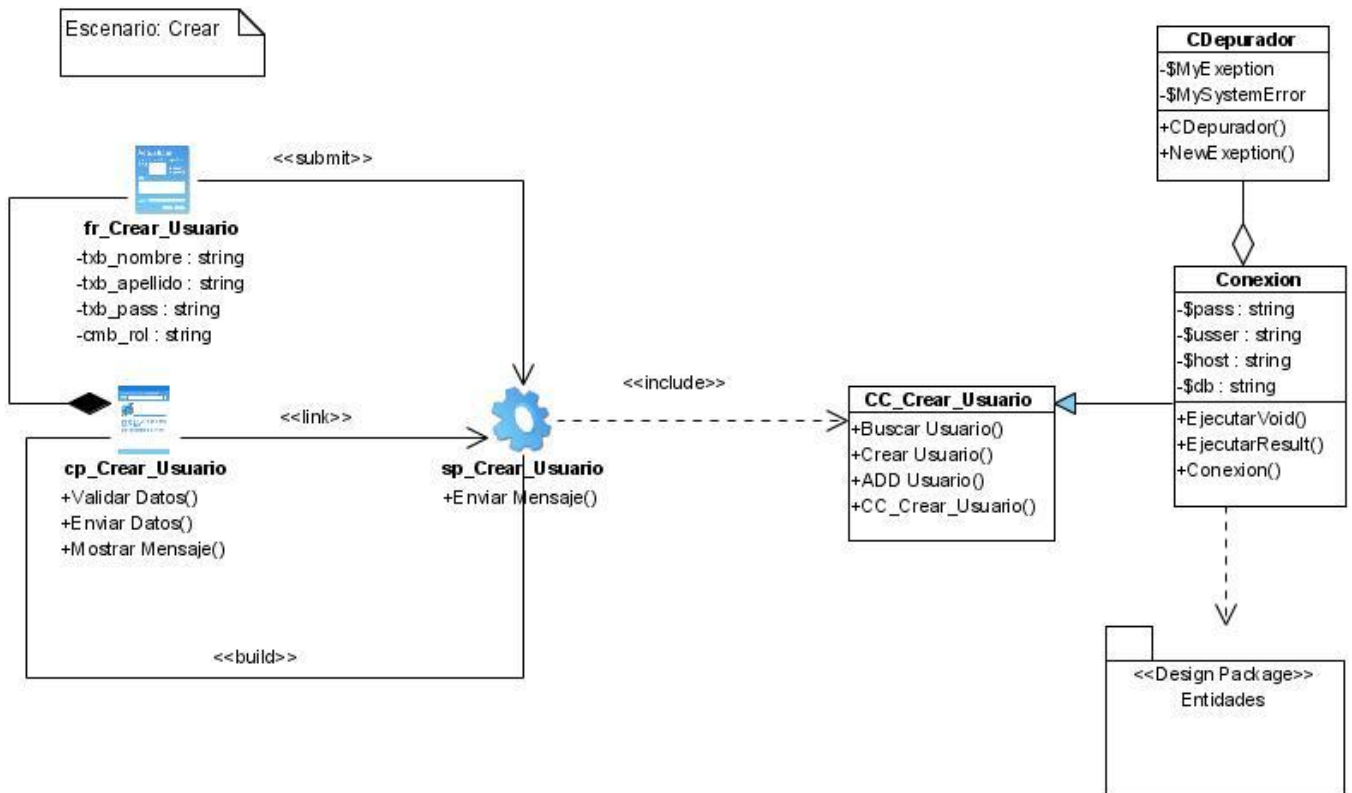 Escenario: Crear
CDepurador
-$MyExeption
-$MySystemError
+CDepurador()
+NewExeption()
<<submit>>
fr_Crear_Usuario
-txb_nombre : string
-txb_apellido : string
-txb_pass : string
-cmb_rol : string
Conexion
-$pass : string
-$usser : string
-$host : string
-$db : string
+EjecutarVoid()
+EjecutarResult()
+Conexion()
<<include>>
CC_Crear_Usuario
+Buscar Usuario()
+Crear Usuario()
+ADD Usuario()
+CC_Crear_Usuario()
<<link>>
cp_Crear_Usuario
+Validar Datos()
+Enviar Datos()
+Mostrar Mensaje()
sp_Crear_Usuario
+Enviar Mensaje()
<<build>>
<<Design Package>>
Entidades